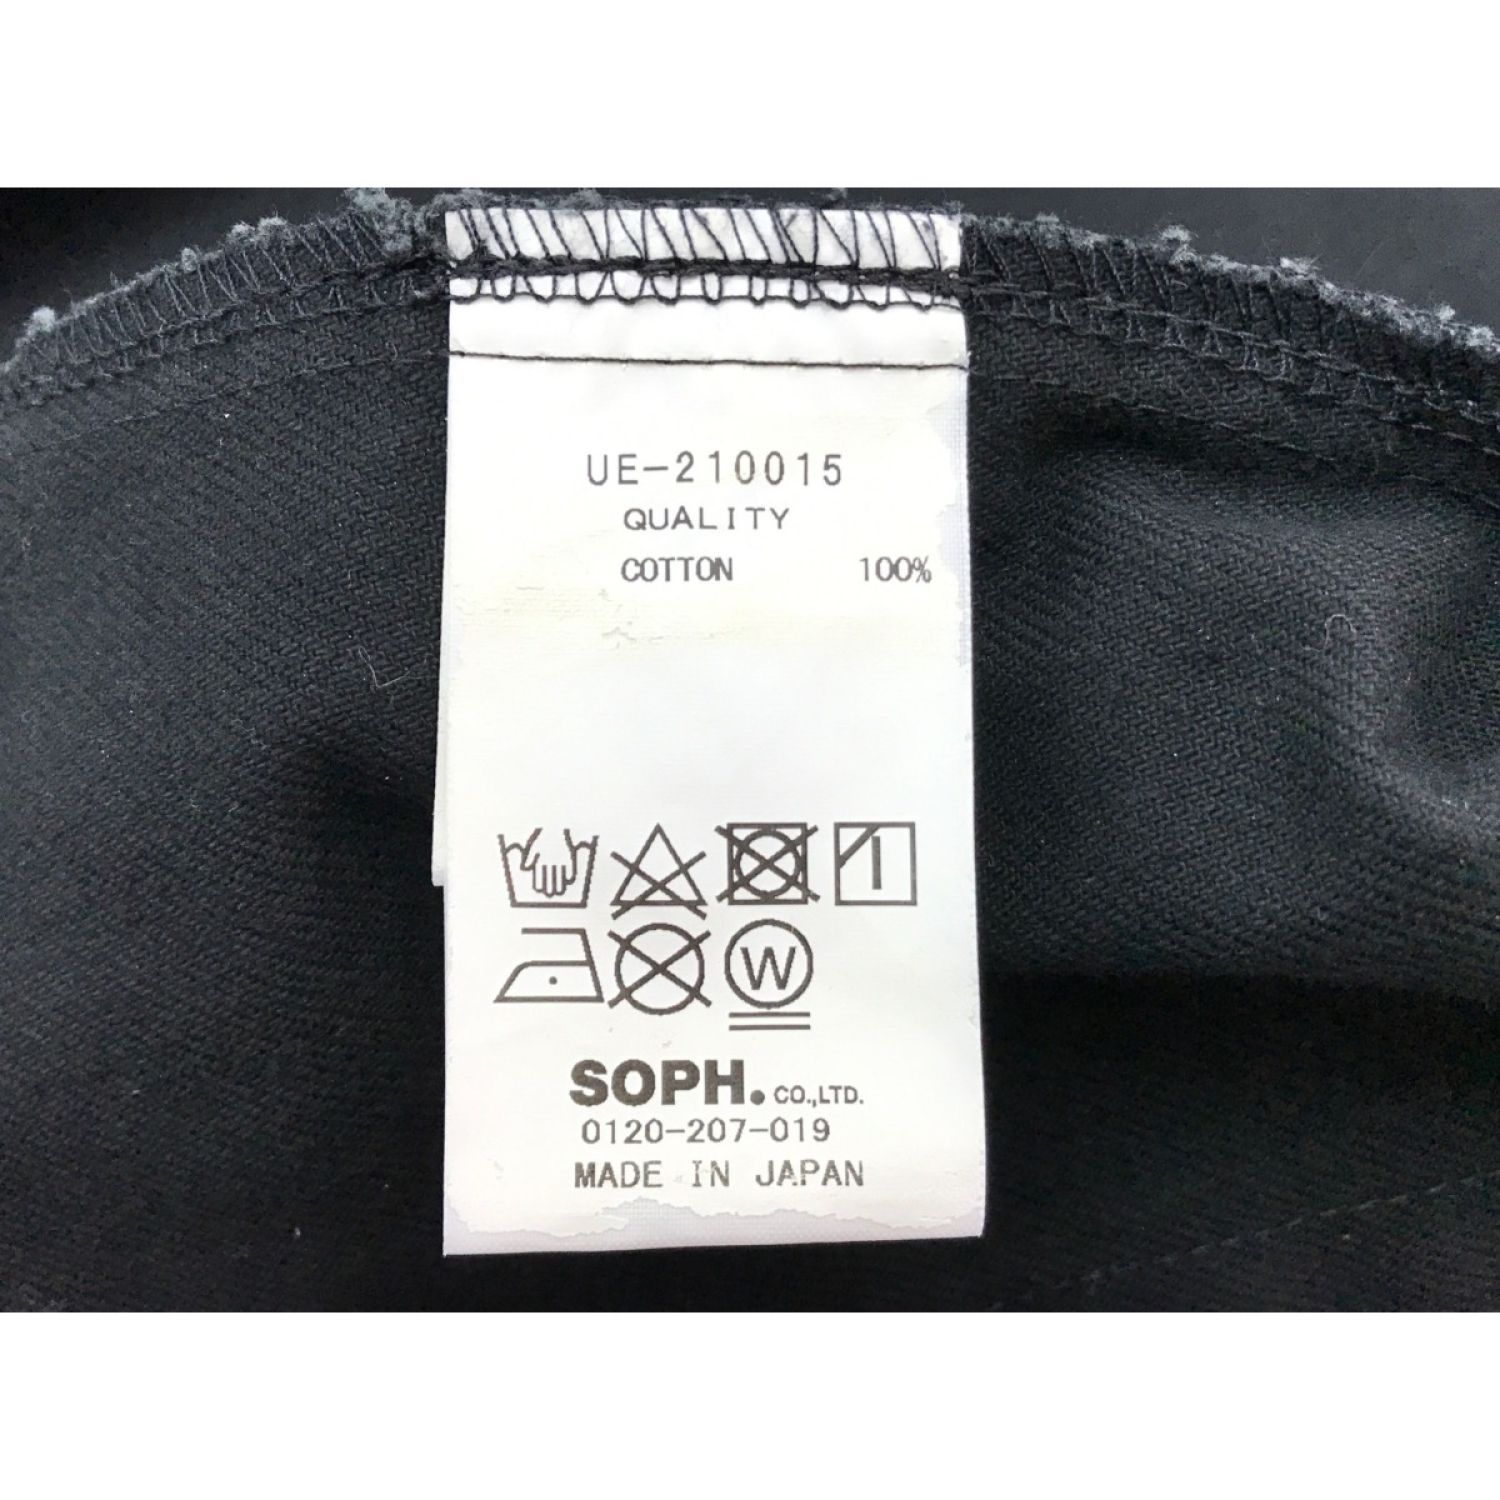 UE-210015
QUALITY
COTTON 100%
W
SOPH. CO.,LTD.
0120-207-019
MADE IN JAPAN